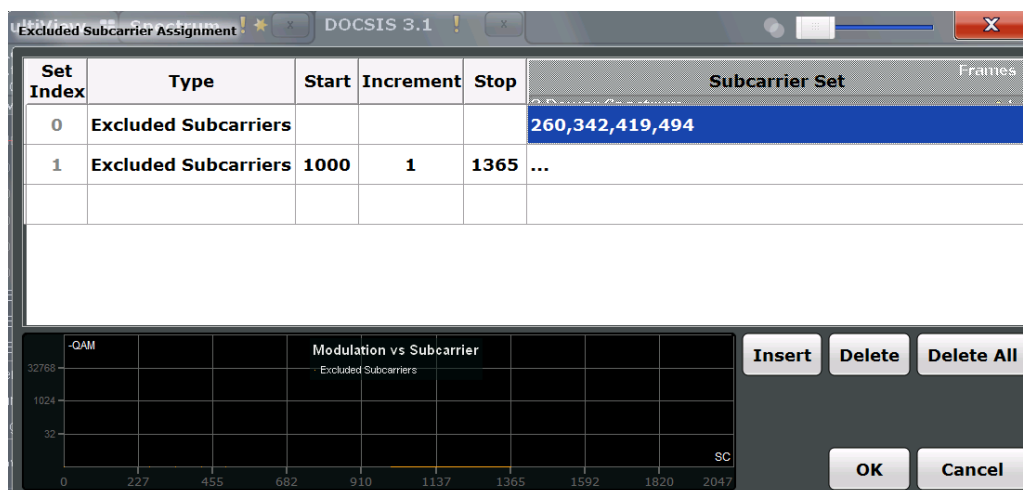 Excluded Subcarrier Assignment
DOCSIS 3.1 ! x
Set Index Type Start Increment Stop Subcarrier Set
Frames
0 Excluded Subcarriers 260,342,419,494
1 Excluded Subcarriers 1000 1 1365 ...
-QAM
Modulation vs Subcarrier
- Excluded Subcarriers
32768
1024
32
SC
0 227 455 682 910 1137 1365 1592 1820 2047
Insert Delete Delete All
OK Cancel